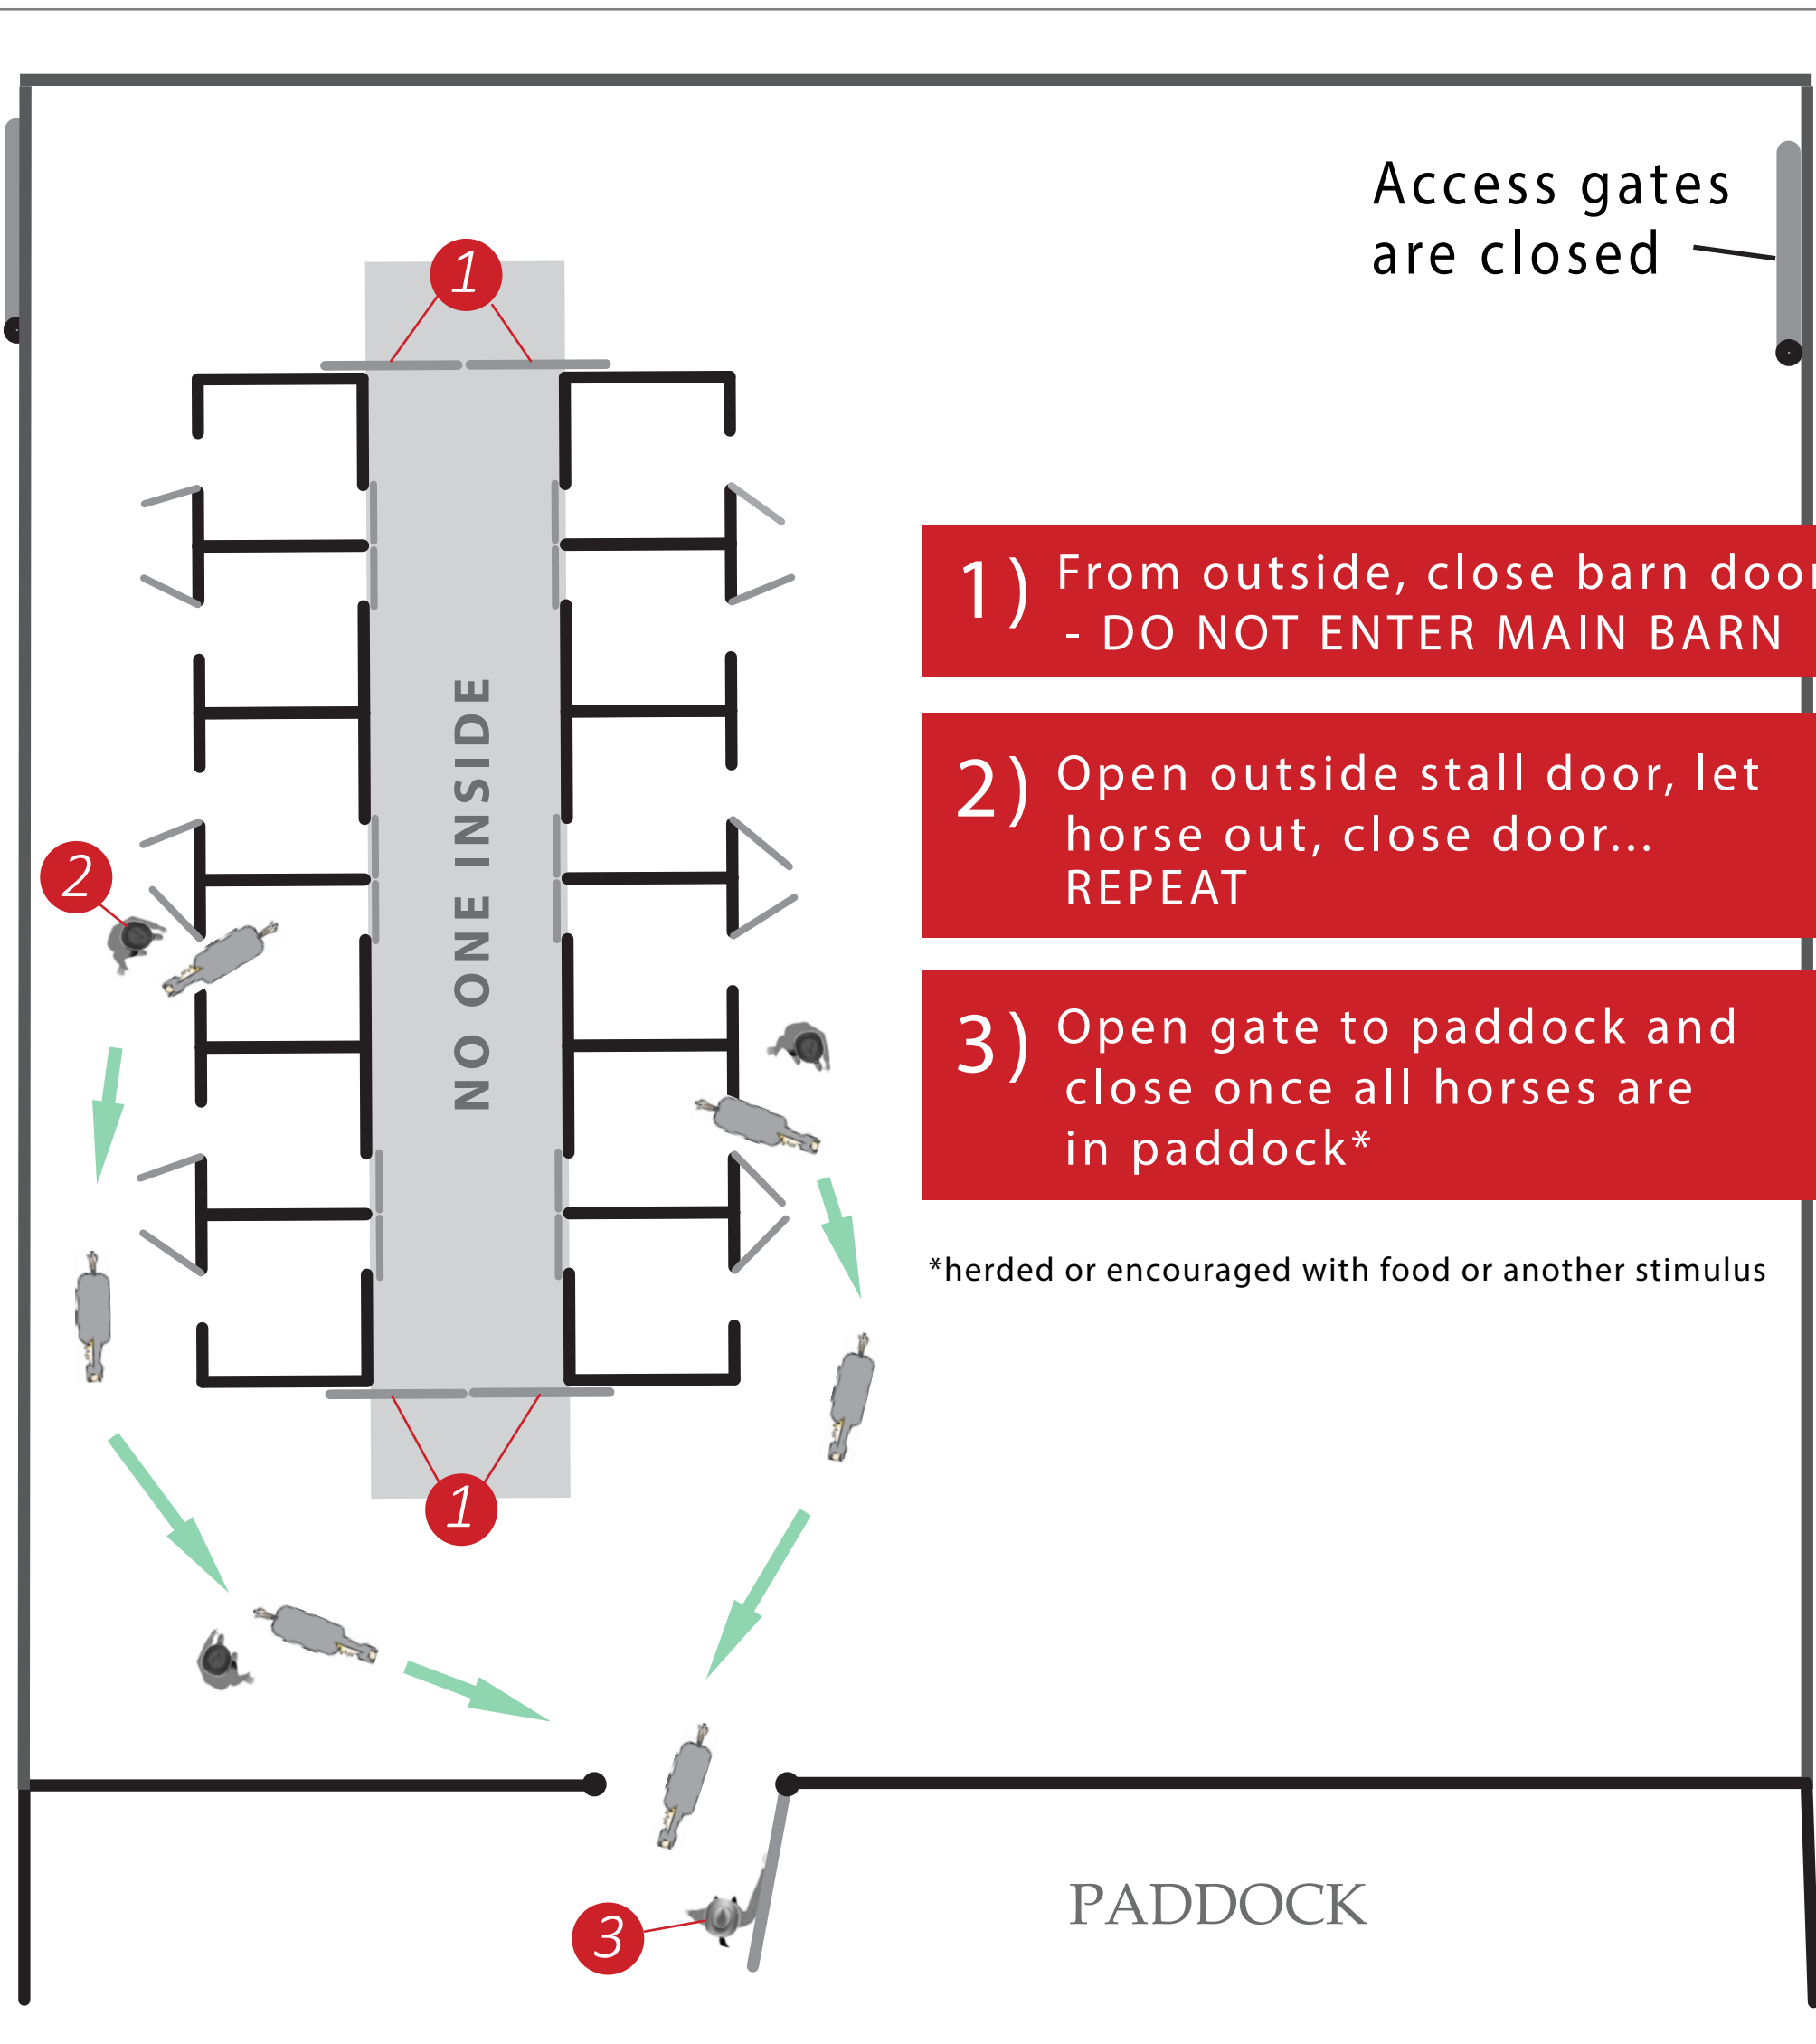 Access gates
are closed
1
1) From outside, close barn door
- DO NOT ENTER MAIN BARN
NO ONE INSIDE
2) Open outside stall door, let
horse out, close door...
REPEAT
2
3) Open gate to paddock and
close once all horses are
in paddock*
*herded or encouraged with food or another stimulus
1
3
PADDOCK